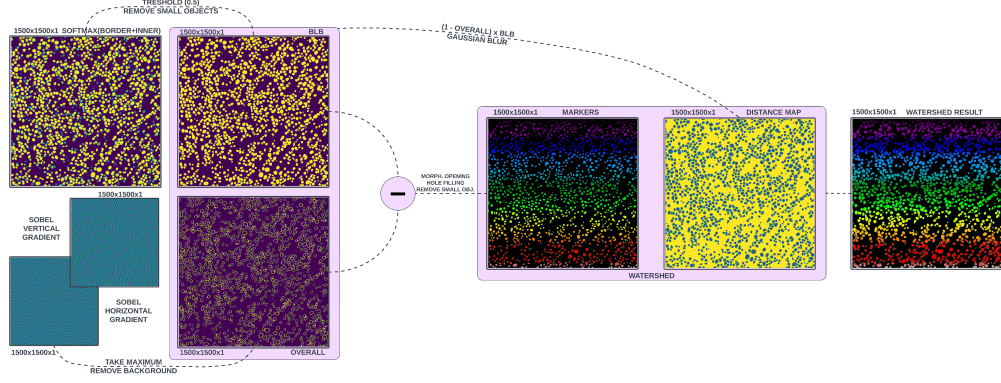 TRESHOLD (0.5)
REMOVE SMALL OBJECTS
1500x1500x1 SOFTMAX(BORDER+INNER)
1500x1500x1 BLB
(1 - OVERALL) x BLB
GAUSSIAN BLUR
1500x1500x1 MARKERS
1500x1500x1 DISTANCE MAP
1500x1500x1 WATERSHED RESULT
MORPH. OPENING
HOLE FILLING
REMOVE SMALL OBJ.
1500x1500x1
SOBEL
VERTICAL
GRADIENT
WATERSHED
SOBEL
HORIZONTAL
GRADIENT
1500x1500x1
1500x1500x1 OVERALL
TAKE MAXIMUM
REMOVE BACKGROUND